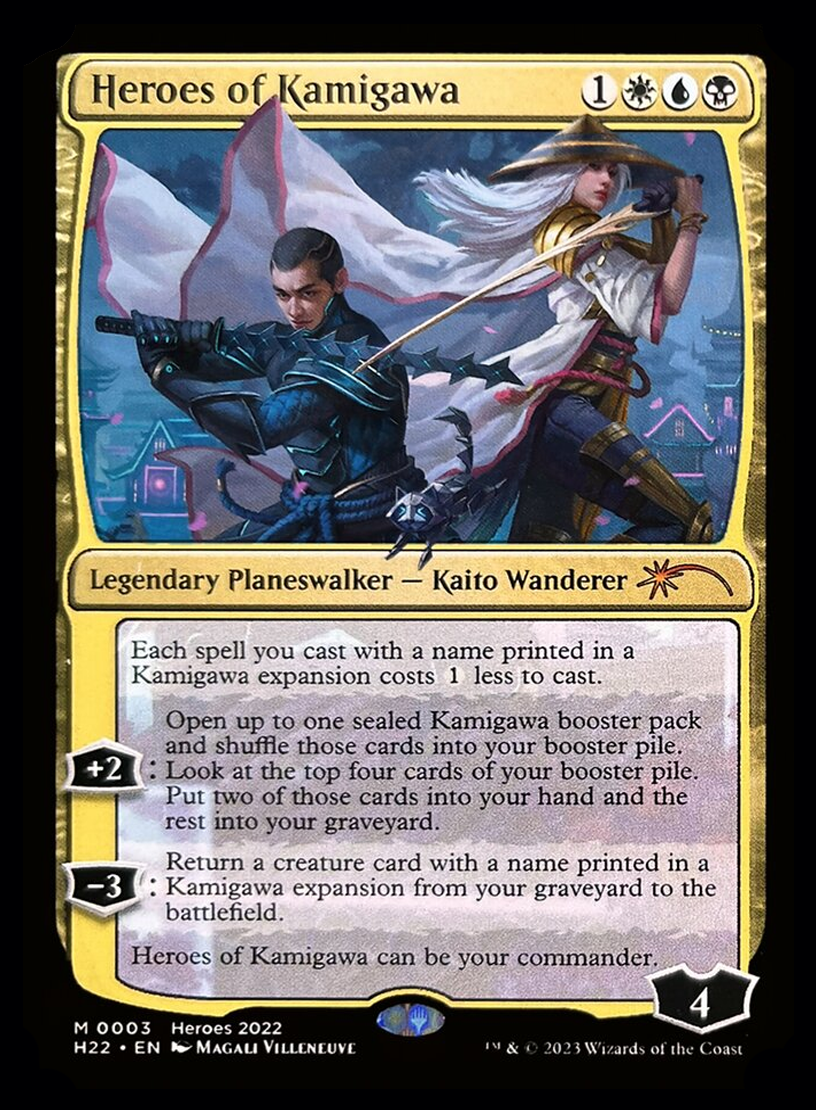 Heroes of Kamigawa 1
Legendary Planeswalker — Kaito Wanderer
Each spell you cast with a name printed in a
Kamigawa expansion costs 1 less to cast.
Open up to one sealed Kamigawa booster pack
and shuffle those cards into your booster pile.
+2 : Look at the top four cards of your booster pile.
Put two of those cards into your hand and the
rest into your graveyard.
Return a creature card with a name printed in a
−3 : Kamigawa expansion from your graveyard to the
battlefield.
Heroes of Kamigawa can be your commander.
4
M 0003 Heroes 2022
H22 • EN Magali Villeneuve
™ & © 2023 Wizards of the Coast